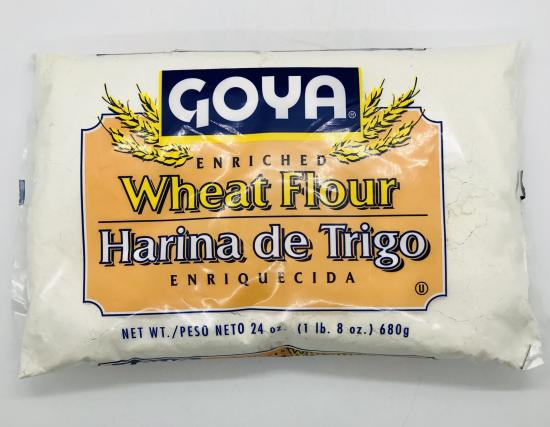 GOYA®
ENRICHED
Wheat Flour
Harina de Trigo
ENRIQUECIDA
U
NET WT./PESO NETO 24 oz. (1 lb. 8 oz.) 680g